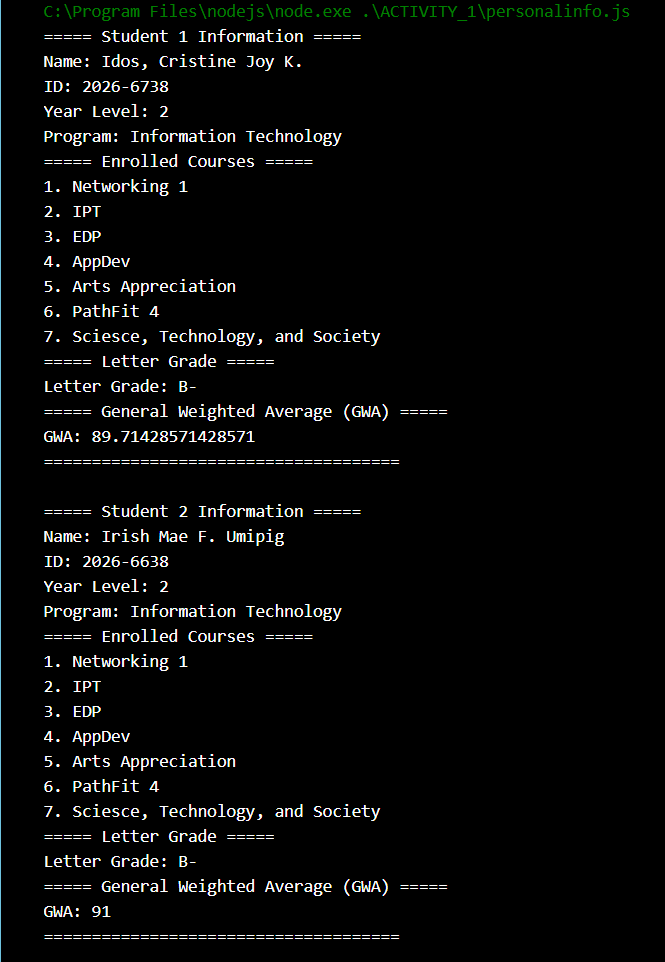 C:\Program Files\nodejs\node.exe .\ACTIVITY_1\personalinfo.js
===== Student 1 Information =====
Name: Idos, Cristine Joy K.
ID: 2026-6738
Year Level: 2
Program: Information Technology
===== Enrolled Courses =====
1. Networking 1
2. IPT
3. EDP
4. AppDev
5. Arts Appreciation
6. PathFit 4
7. Sciesce, Technology, and Society
===== Letter Grade =====
Letter Grade: B-
===== General Weighted Average (GWA) =====
GWA: 89.71428571428571
=====================================
===== Student 2 Information =====
Name: Irish Mae F. Umipig
ID: 2026-6638
Year Level: 2
Program: Information Technology
===== Enrolled Courses =====
1. Networking 1
2. IPT
3. EDP
4. AppDev
5. Arts Appreciation
6. PathFit 4
7. Sciesce, Technology, and Society
===== Letter Grade =====
Letter Grade: B-
===== General Weighted Average (GWA) =====
GWA: 91
=====================================